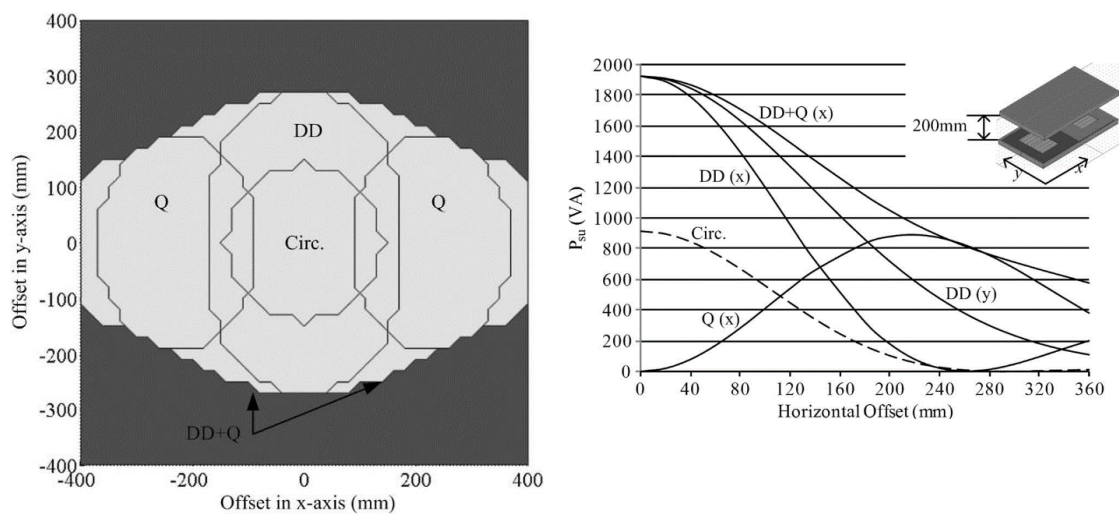 400
300
200
100
0
-100
-200
-300
-400
Offset in y-axis (mm)
DD
Q
Q
Circ.
DD+Q
-400
-200
0
200
400
Offset in x-axis (mm)
2000
1800
1600
1400
1200
1000
800
600
400
200
0
P_su (VA)
DD+Q (x)
DD (x)
Circ.
Q (x)
DD (y)
200mm
y
x
0
40
80
120
160
200
240
280
320
360
Horizontal Offset (mm)